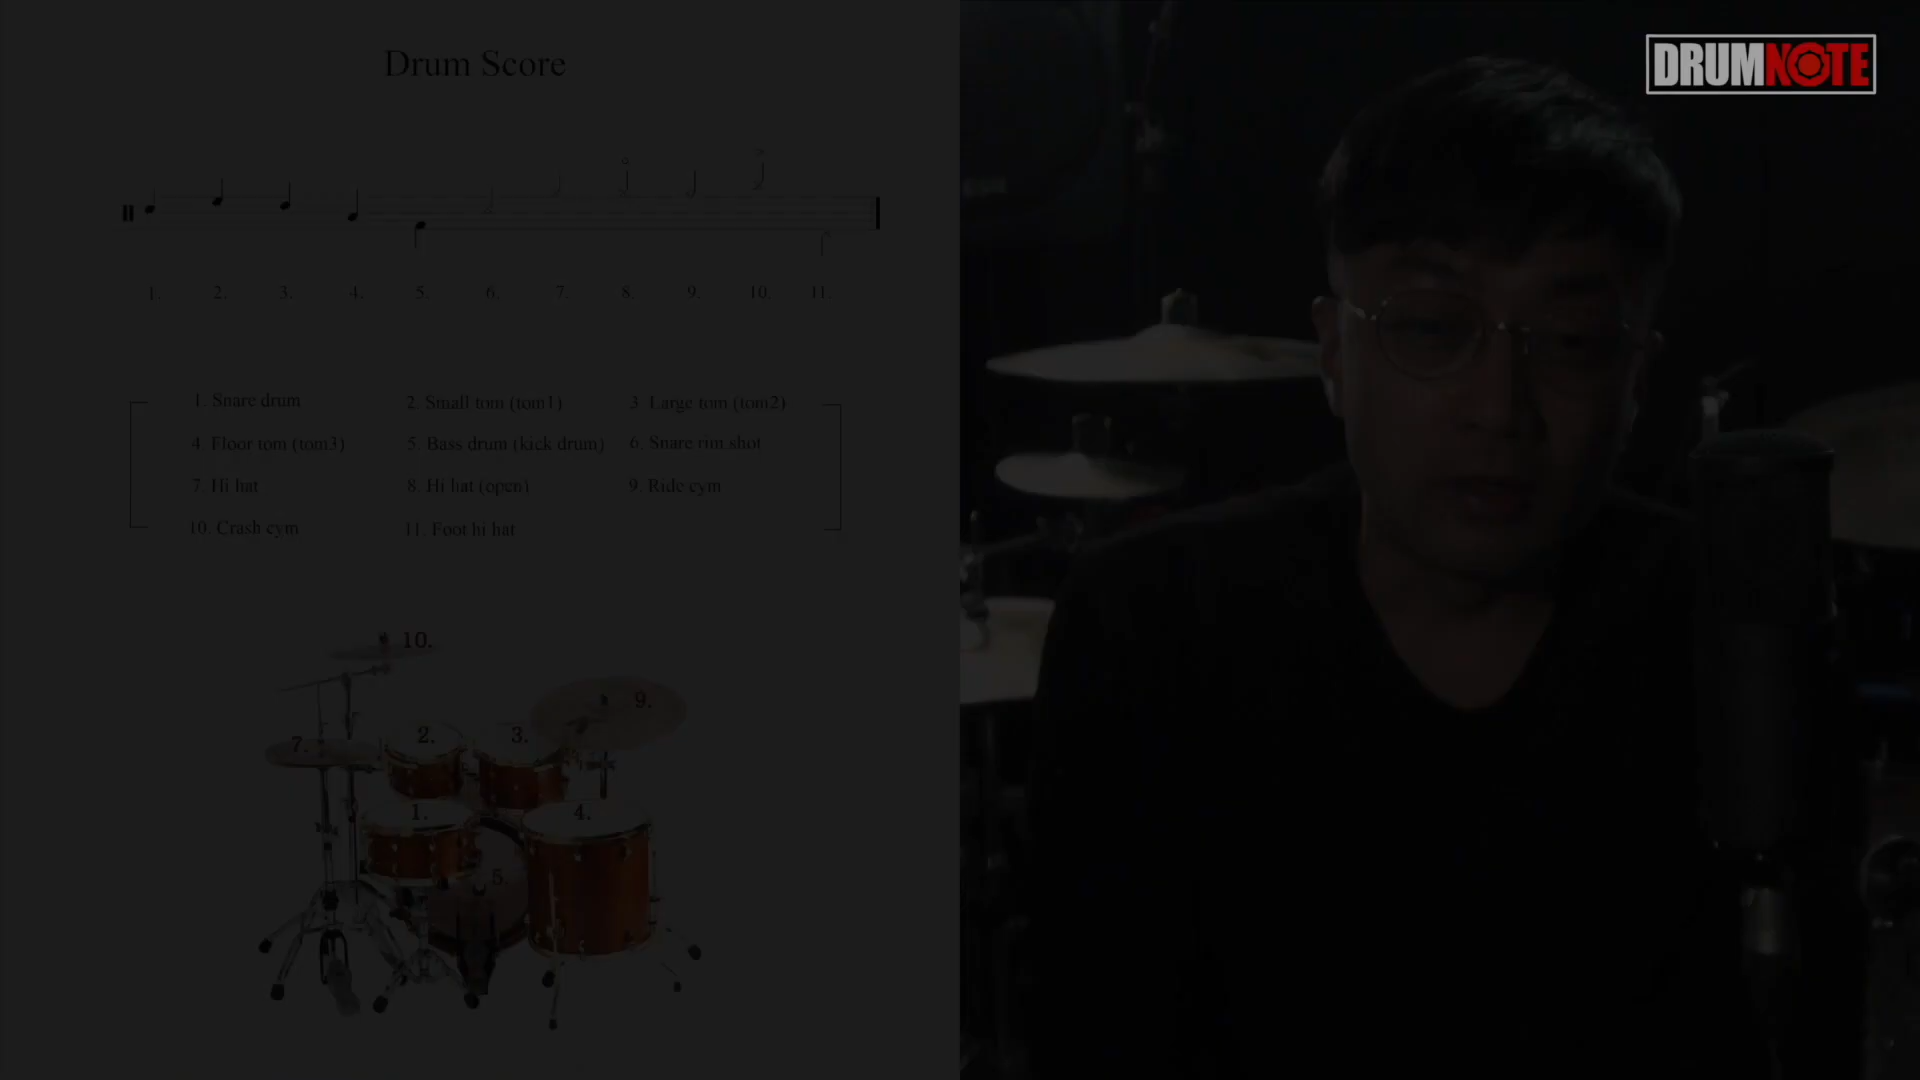 Drum Score
DRUMNOTE
1. 2. 3. 4. 5. 6. 7. 8. 9. 10. 11.
1. Snare drum 2. Small tom (tom1) 3. Large tom (tom2)
4. Floor tom (tom3) 5. Bass drum (kick drum) 6. Snare rim shot
7. Hi hat 8. Hi hat (open) 9. Ride cym
10. Crash cym 11. Foot hi hat
10.
9.
2. 3.
7.
1. 4.
5.